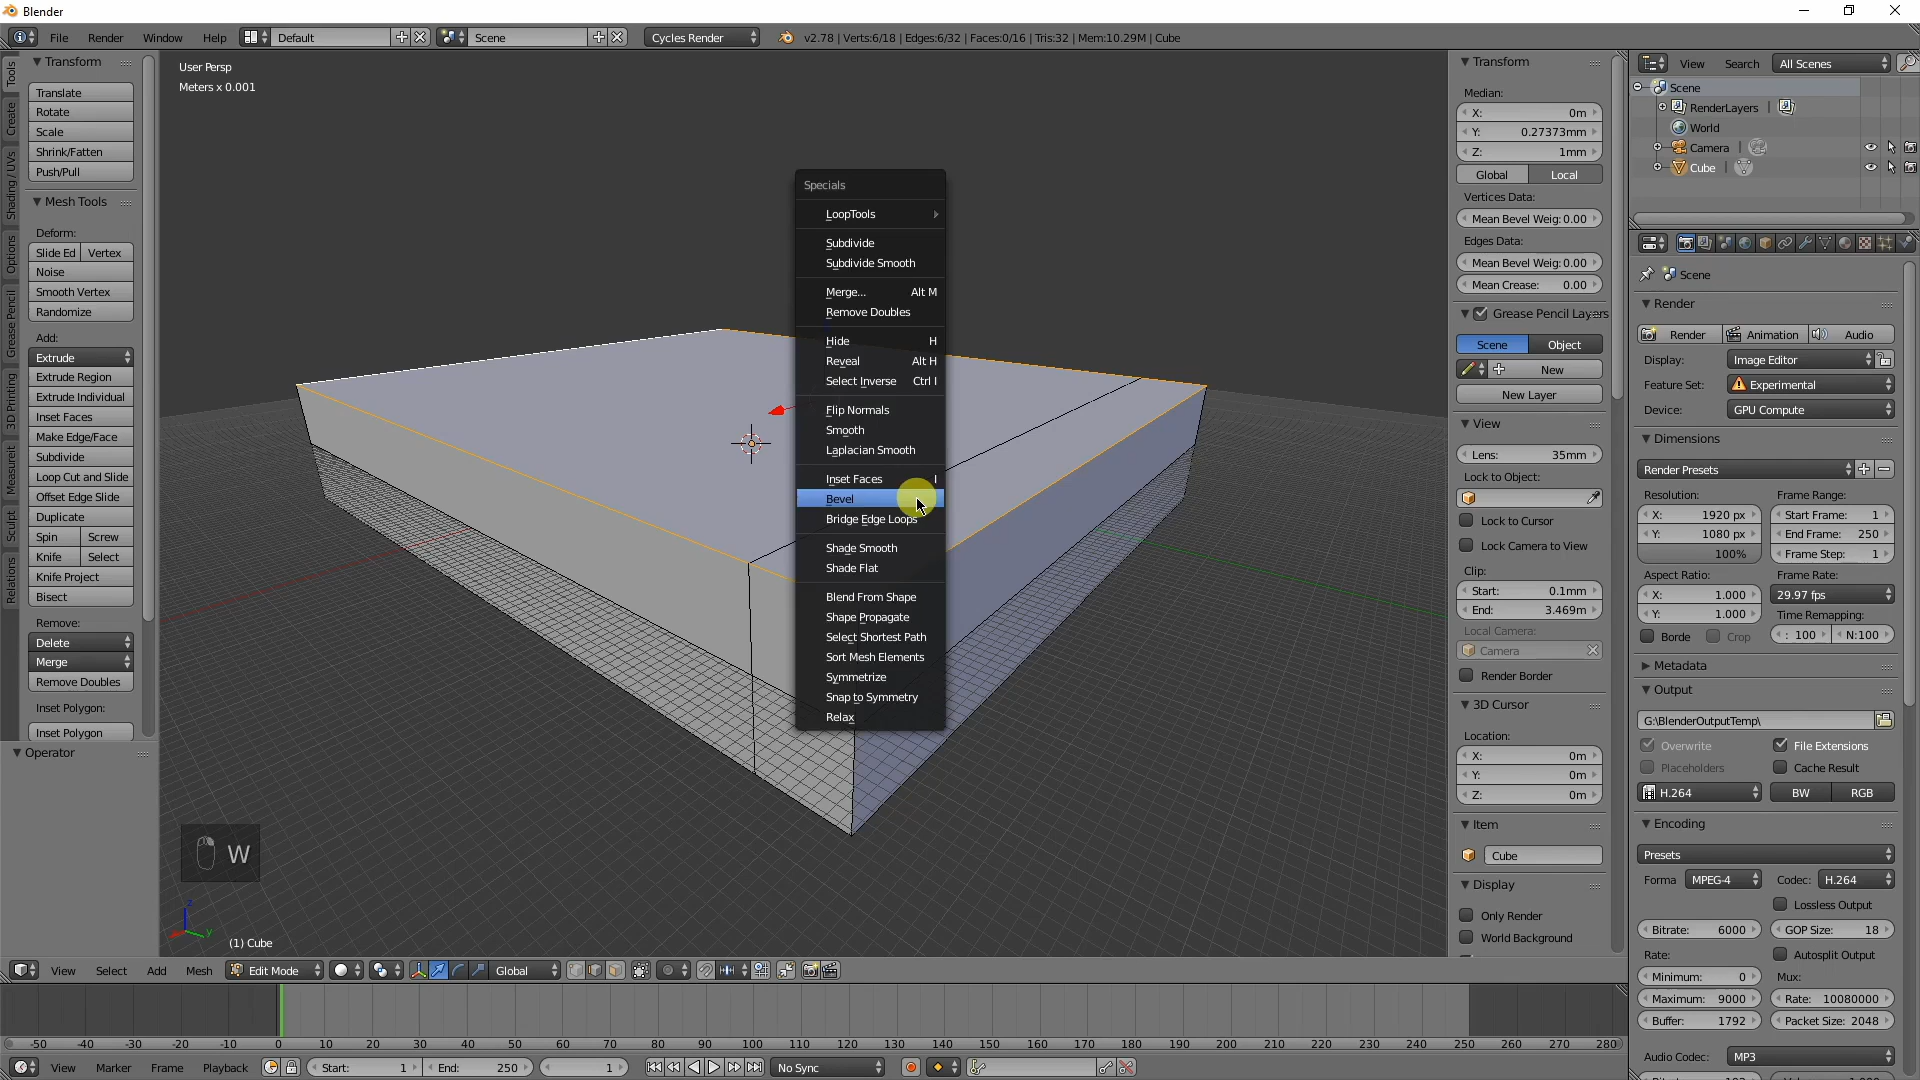 Blender
File Render Window Help Default Scene Cycles Render v2.78 | Verts:6/18 | Edges:6/32 | Faces:0/16 | Tris:32 | Mem:10.29M | Cube
Tools
Create
Shading / UVs
Options
Grease Pencil
3D Printing
Measureit
Sculpt
Relations
Transform
Translate
Rotate
Scale
Shrink/Fatten
Push/Pull
Mesh Tools
Deform:
Slide Ed Vertex
Noise
Smooth Vertex
Randomize
Add:
Extrude
Extrude Region
Extrude Individual
Inset Faces
Make Edge/Face
Subdivide
Loop Cut and Slide
Offset Edge Slide
Duplicate
Spin Screw
Knife Select
Knife Project
Bisect
Remove:
Delete
Merge
Remove Doubles
Inset Polygon:
Inset Polygon
Operator
User Persp
Meters x 0.001
Specials
LoopTools
Subdivide
Subdivide Smooth
Merge... Alt M
Remove Doubles
Hide H
Reveal Alt H
Select Inverse Ctrl I
Flip Normals
Smooth
Laplacian Smooth
Inset Faces I
Bevel
Bridge Edge Loops
Shade Smooth
Shade Flat
Blend From Shape
Shape Propagate
Select Shortest Path
Sort Mesh Elements
Symmetrize
Snap to Symmetry
Relax
W
z
y
(1) Cube
Transform
Median:
X: 0m
Y: 0.27373mm
Z: 1mm
Global Local
Vertices Data:
Mean Bevel Weig: 0.00
Edges Data:
Mean Bevel Weig: 0.00
Mean Crease: 0.00
Grease Pencil Layers
Scene Object
New
New Layer
View
Lens: 35mm
Lock to Object:
Lock to Cursor
Lock Camera to View
Clip:
Start: 0.1mm
End: 3.469m
Local Camera:
Camera
Render Border
3D Cursor
Location:
X: 0m
Y: 0m
Z: 0m
Item
Cube
Display
Only Render
World Background
View Search All Scenes
Scene
RenderLayers
World
Camera
Cube
Scene
Render
Render Animation Audio
Display: Image Editor
Feature Set: Experimental
Device: GPU Compute
Dimensions
Render Presets
Resolution: Frame Range:
X: 1920 px Start Frame: 1
Y: 1080 px End Frame: 250
100% Frame Step: 1
Aspect Ratio: Frame Rate:
X: 1.000 29.97 fps
Y: 1.000 Time Remapping:
Borde Crop : 100 N:100
Metadata
Output
G:\BlenderOutputTemp\
Overwrite File Extensions
Placeholders Cache Result
H.264 BW RGB
Encoding
Presets
Forma MPEG-4 Codec: H.264
Lossless Output
Bitrate: 6000 GOP Size: 18
Rate: Autosplit Output
Minimum: 0 Mux:
Maximum: 9000 Rate: 10080000
Buffer: 1792 Packet Size: 2048
Audio Codec: MP3
View Select Add Mesh Edit Mode Global
-50 -40 -30 -20 -10 0 10 20 30 40 50 60 70 80 90 100 110 120 130 140 150 160 170 180 190 200 210 220 230 240 250 260 270 280
View Marker Frame Playback Start: 1 End: 250 1 No Sync